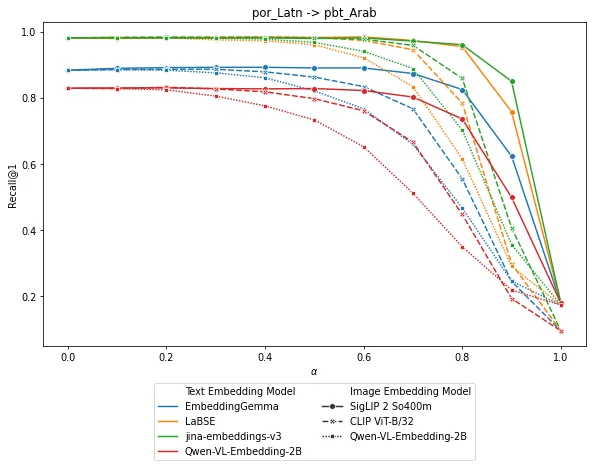 por_Latn -> pbt_Arab
Recall@1
1.0
0.8
0.6
0.4
0.2
0.0 0.2 0.4 0.6 0.8 1.0
α
Text Embedding Model Image Embedding Model
EmbeddingGemma SigLIP 2 So400m
LaBSE CLIP ViT-B/32
jina-embeddings-v3 Qwen-VL-Embedding-2B
Qwen-VL-Embedding-2B